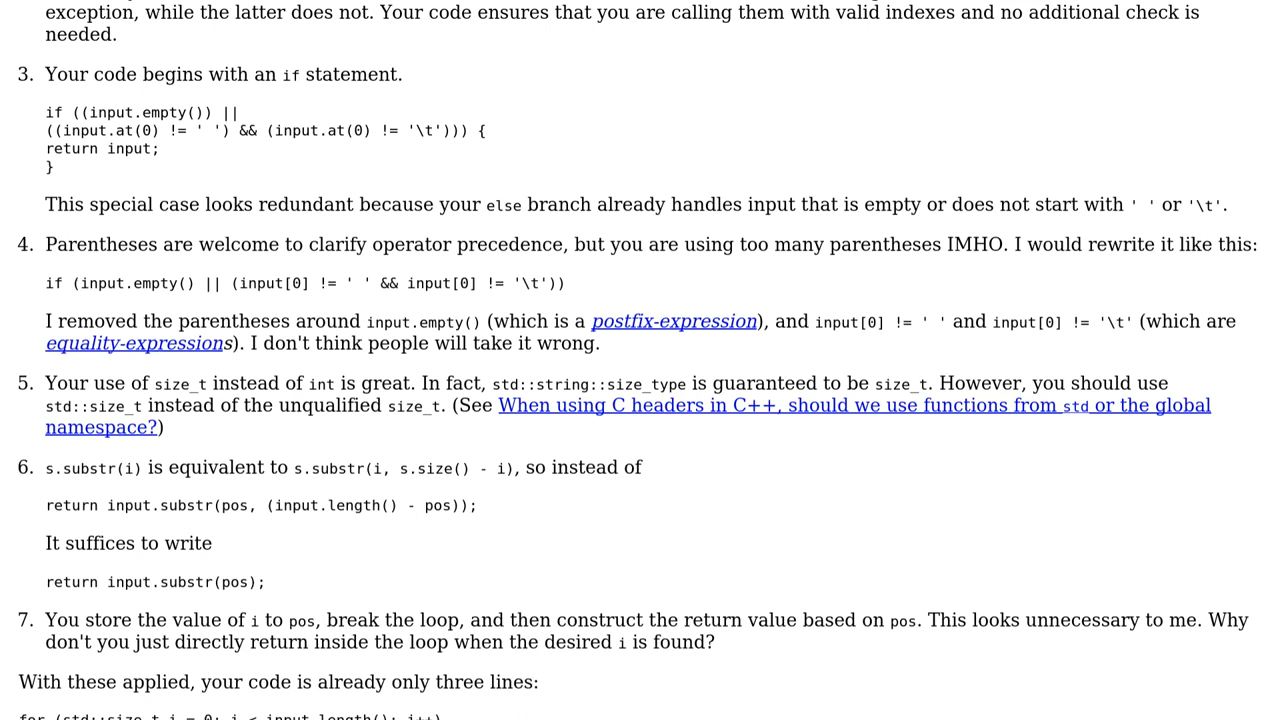 exception, while the latter does not. Your code ensures that you are calling them with valid indexes and no additional check is
needed.
3. Your code begins with an if statement.
if ((input.empty()) ||
((input.at(0) != ' ') && (input.at(0) != '\t'))) {
return input;
}
This special case looks redundant because your else branch already handles input that is empty or does not start with ' ' or '\t'.
4. Parentheses are welcome to clarify operator precedence, but you are using too many parentheses IMHO. I would rewrite it like this:
if (input.empty() || (input[0] != ' ' && input[0] != '\t'))
I removed the parentheses around input.empty() (which is a postfix-expression), and input[0] != ' ' and input[0] != '\t' (which are
equality-expressions). I don't think people will take it wrong.
5. Your use of size_t instead of int is great. In fact, std::string::size_type is guaranteed to be size_t. However, you should use
std::size_t instead of the unqualified size_t. (See When using C headers in C++, should we use functions from std or the global
namespace?)
6. s.substr(i) is equivalent to s.substr(i, s.size() - i), so instead of
return input.substr(pos, (input.length() - pos));
It suffices to write
return input.substr(pos);
7. You store the value of i to pos, break the loop, and then construct the return value based on pos. This looks unnecessary to me. Why
don't you just directly return inside the loop when the desired i is found?
With these applied, your code is already only three lines:
for (std::size_t i = 0; i < input.length(); i++)